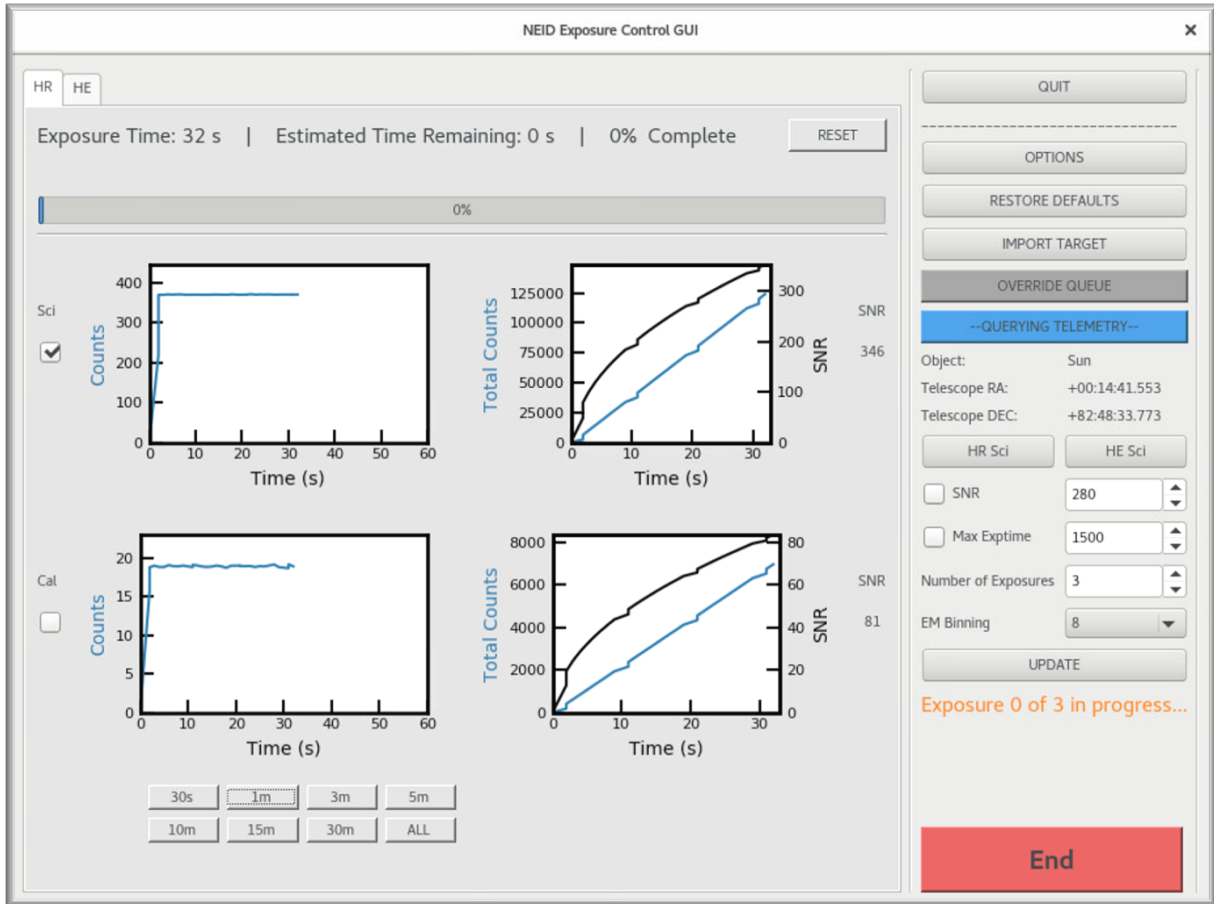 NEID Exposure Control GUI
×
HR HE
Exposure Time: 32 s | Estimated Time Remaining: 0 s | 0% Complete
RESET
0%
Sci
Counts
400
300
200
100
0
0 10 20 30 40 50 60
Time (s)
Total Counts
125000
100000
75000
50000
25000
0
0 10 20 30
Time (s)
300
200
100
0
SNR
SNR
346
Cal
Counts
20
15
10
5
0
0 10 20 30 40 50 60
Time (s)
Total Counts
8000
6000
4000
2000
0
0 10 20 30
Time (s)
80
60
40
20
0
SNR
SNR
81
30s 1m 3m 5m
10m 15m 30m ALL
QUIT
--------------------------------
OPTIONS
RESTORE DEFAULTS
IMPORT TARGET
OVERRIDE QUEUE
--QUERYING TELEMETRY--
Object: Sun
Telescope RA: +00:14:41.553
Telescope DEC: +82:48:33.773
HR Sci HE Sci
SNR 280
Max Exptime 1500
Number of Exposures 3
EM Binning 8
UPDATE
Exposure 0 of 3 in progress...
End